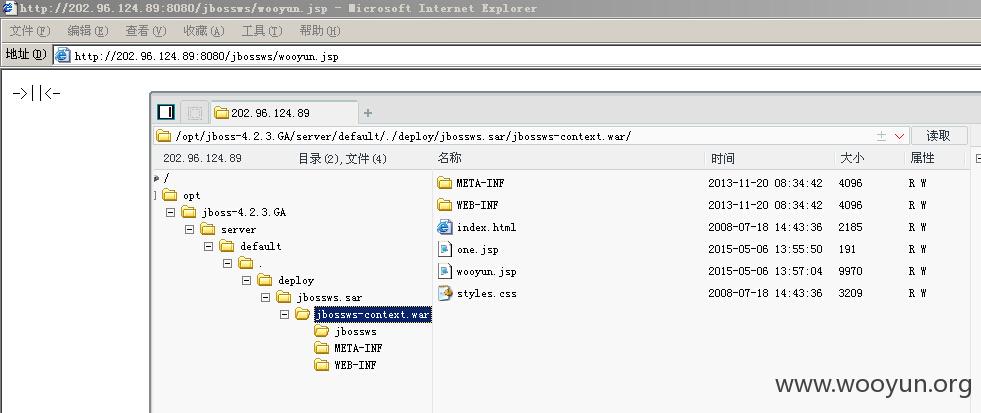 http://202.96.124.89:8080/jbossws/wooyun.jsp - Microsoft Internet Explorer
文件(F) 编辑(E) 查看(V) 收藏(A) 工具(T) 帮助(H)
地址(D) http://202.96.124.89:8080/jbossws/wooyun.jsp
->||<-
202.96.124.89 +
/opt/jboss-4.2.3.GA/server/default/./deploy/jbossws.sar/jbossws-context.war/ 读取
202.96.124.89 目录(2),文件(4) 名称 时间 大小 属性
/
opt
jboss-4.2.3.GA
server
default
.
deploy
jbossws.sar
jbossws-context.war
jbossws
META-INF
WEB-INF
META-INF 2013-11-20 08:34:42 4096 R W
WEB-INF 2013-11-20 08:34:42 4096 R W
index.html 2008-07-18 14:43:36 2185 R W
one.jsp 2015-05-06 13:55:50 191 R W
wooyun.jsp 2015-05-06 13:57:04 9970 R W
styles.css 2008-07-18 14:43:36 3209 R W
www.wooyun.org